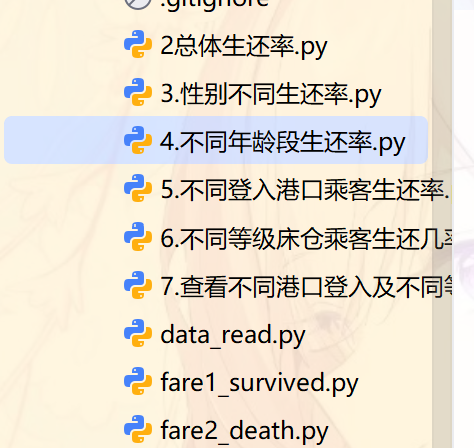 .gitignore
2总体生还率.py
3.性别不同生还率.py
4.不同年龄段生还率.py
5.不同登入港口乘客生还率.
6.不同等级床仓乘客生还几率
7.查看不同港口登入及不同等
data_read.py
fare1_survived.py
fare2_death.py